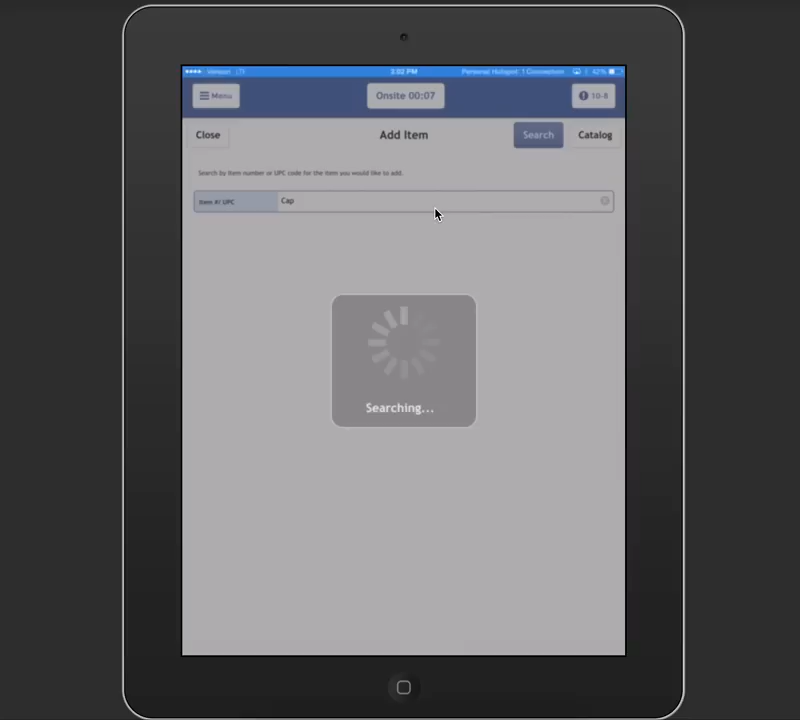 Verizon LTE 3:02 PM Personal Hotspot: 1 Connection 42%
Menu Onsite 00:07 10-8
Close Add Item Search Catalog
Search by item number or UPC code for the item you would like to add.
Item #/ UPC Cap
Searching...